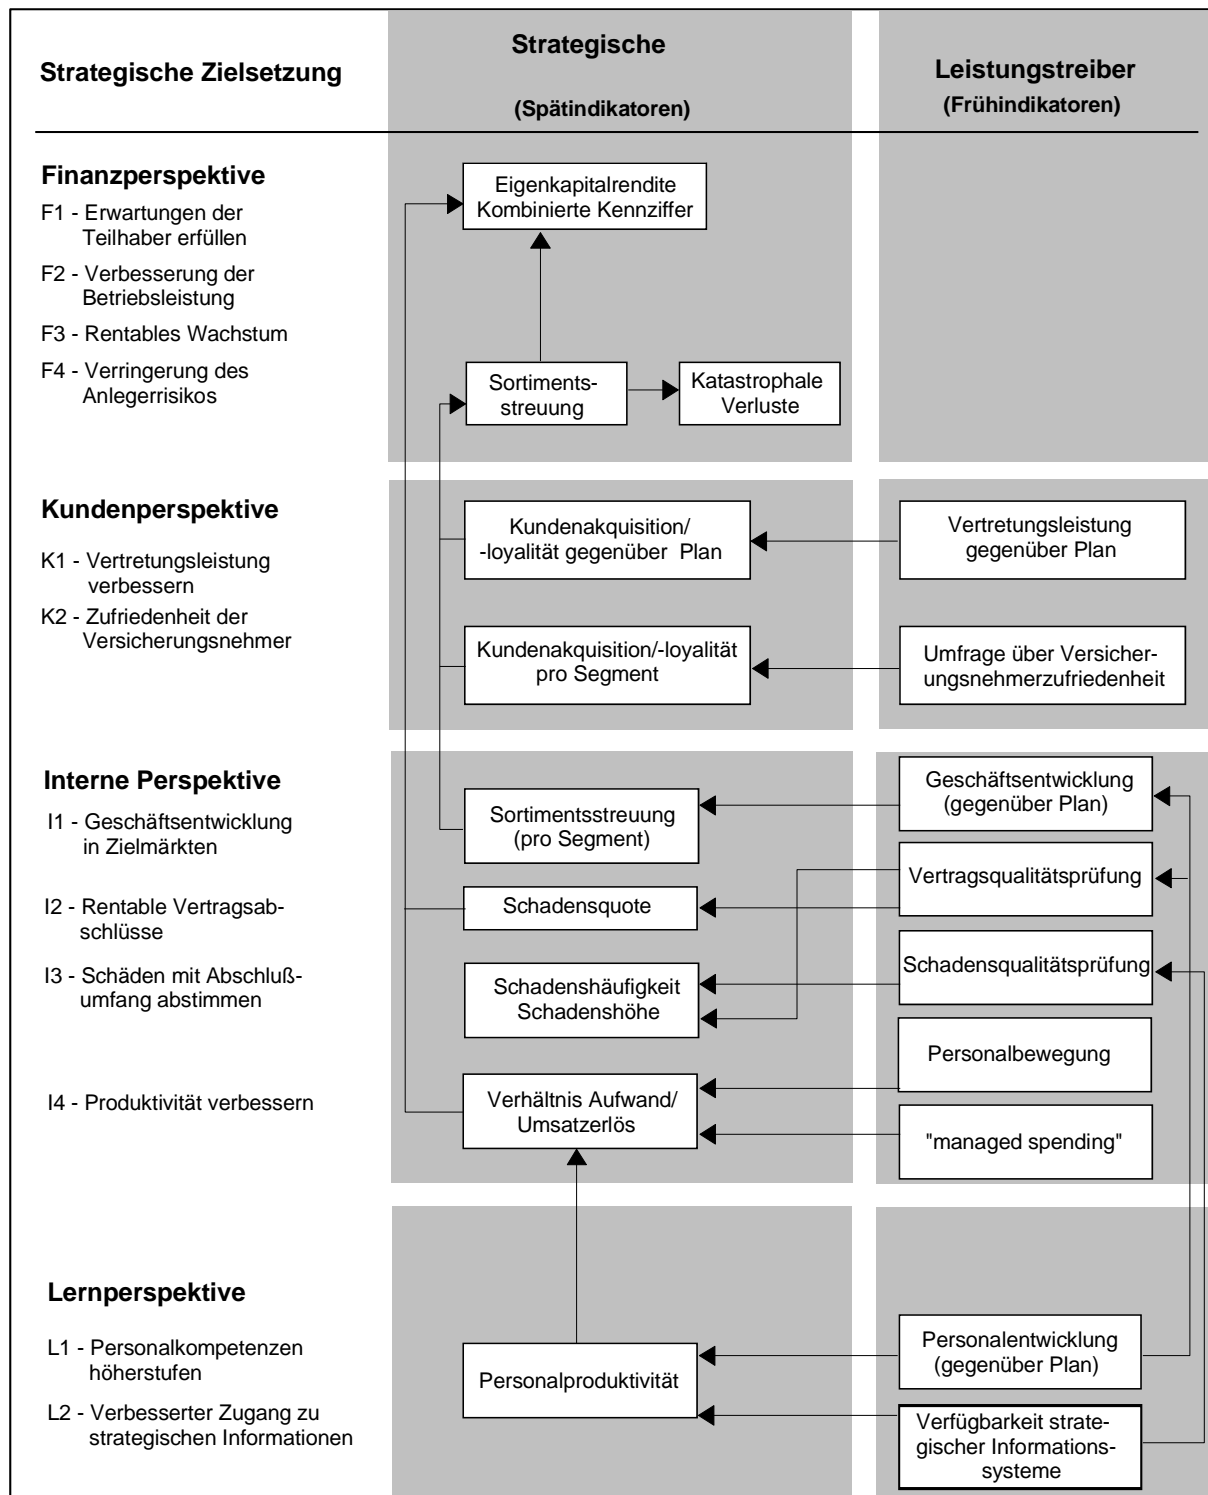 Strategische Zielsetzung
Strategische
(Spätindikatoren)
Leistungstreiber
(Frühindikatoren)
Finanzperspektive
F1 - Erwartungen der
Teilhaber erfüllen
F2 - Verbesserung der
Betriebsleistung
F3 - Rentables Wachstum
F4 - Verringerung des
Anlegerrisikos
Eigenkapitalrendite
Kombinierte Kennziffer
Sortiments-
streuung
Katastrophale
Verluste
Kundenperspektive
K1 - Vertretungsleistung
verbessern
K2 - Zufriedenheit der
Versicherungsnehmer
Kundenakquisition/
-loyalität gegenüber Plan
Vertretungsleistung
gegenüber Plan
Kundenakquisition/-loyalität
pro Segment
Umfrage über Versicher-
ungsnehmerzufriedenheit
Interne Perspektive
I1 - Geschäftsentwicklung
in Zielmärkten
I2 - Rentable Vertragsab-
schlüsse
I3 - Schäden mit Abschluß-
umfang abstimmen
I4 - Produktivität verbessern
Sortimentsstreuung
(pro Segment)
Schadensquote
Schadenshäufigkeit
Schadenshöhe
Verhältnis Aufwand/
Umsatzerlös
Geschäftsentwicklung
(gegenüber Plan)
Vertragsqualitätsprüfung
Schadensqualitätsprüfung
Personalbewegung
"managed spending"
Lernperspektive
L1 - Personalkompetenzen
höherstufen
L2 - Verbesserter Zugang zu
strategischen Informationen
Personalproduktivität
Personalentwicklung
(gegenüber Plan)
Verfügbarkeit strate-
gischer Informations-
systeme